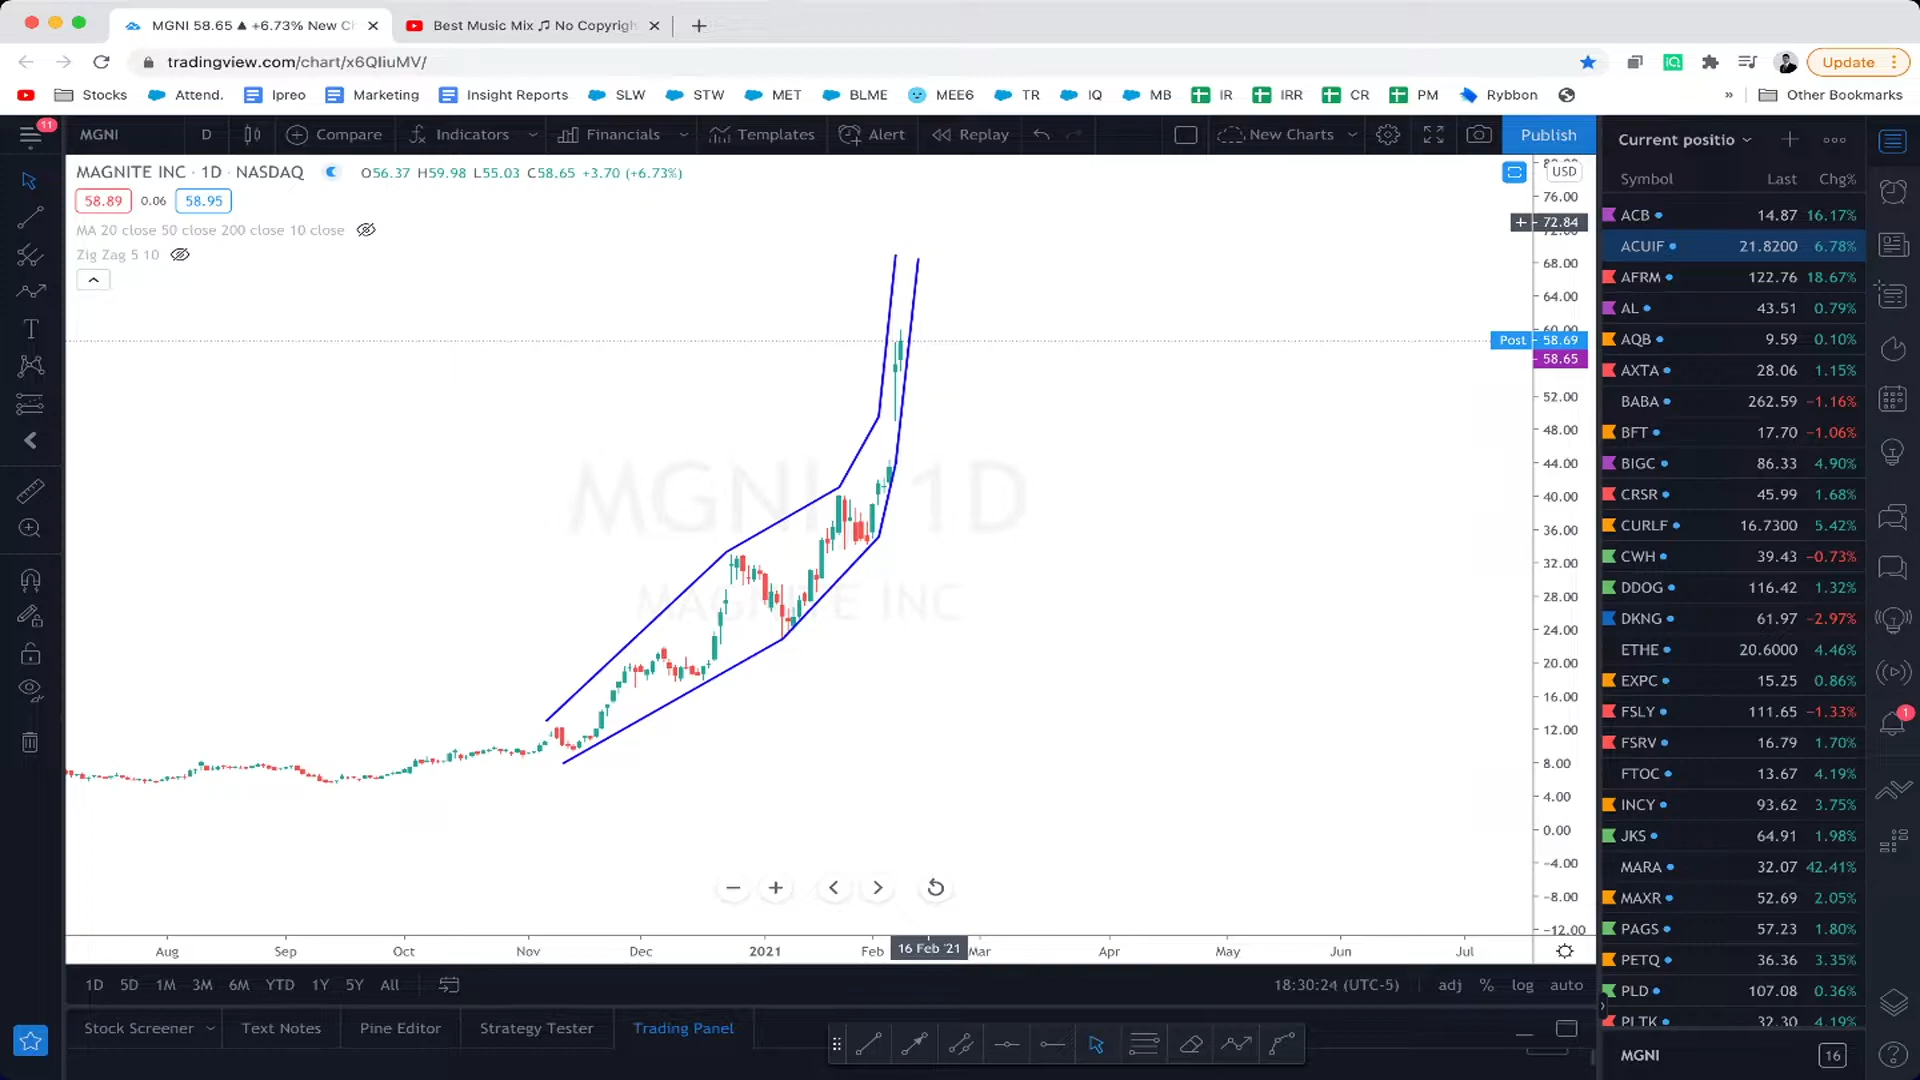 MGNI 58.65 ▲ +6.73% New Ch
Best Music Mix ♫ No Copyrigh
tradingview.com/chart/x6QIiuMV/
Update
Stocks Attend. Ipreo Marketing Insight Reports SLW STW MET BLME MEE6 TR IQ MB IR IRR CR PM Rybbon » Other Bookmarks
11
MGNI D Compare Indicators Financials Templates Alert Replay New Charts Publish
MAGNITE INC · 1D · NASDAQ O56.37 H59.98 L55.03 C58.65 +3.70 (+6.73%)
58.89 0.06 58.95
MA 20 close 50 close 200 close 10 close
Zig Zag 5 10
MGNI, 1D
MAGNITE INC
USD
80.00
76.00
72.84
72.00
68.00
64.00
60.00
Post 58.69
58.65
52.00
48.00
44.00
40.00
36.00
32.00
28.00
24.00
20.00
16.00
12.00
8.00
4.00
0.00
−4.00
−8.00
−12.00
Aug Sep Oct Nov Dec 2021 Feb 16 Feb '21 Mar Apr May Jun Jul
1D 5D 1M 3M 6M YTD 1Y 5Y All 18:30:24 (UTC-5) adj % log auto
Stock Screener Text Notes Pine Editor Strategy Tester Trading Panel
Current positio
Symbol Last Chg%
ACB 14.87 16.17%
ACUIF 21.8200 6.78%
AFRM 122.76 18.67%
AL 43.51 0.79%
AQB 9.59 0.10%
AXTA 28.06 1.15%
BABA 262.59 −1.16%
BFT 17.70 −1.06%
BIGC 86.33 4.90%
CRSR 45.99 1.68%
CURLF 16.7300 5.42%
CWH 39.43 −0.73%
DDOG 116.42 1.32%
DKNG 61.97 −2.97%
ETHE 20.6000 4.46%
EXPC 15.25 0.86%
FSLY 111.65 −1.33%
FSRV 16.79 1.70%
FTOC 13.67 4.19%
INCY 93.62 3.75%
JKS 64.91 1.98%
MARA 32.07 42.41%
MAXR 52.69 2.05%
PAGS 57.23 1.80%
PETQ 36.36 3.35%
PLD 107.08 0.36%
PLTK 32.30 4.19%
MGNI 16
1